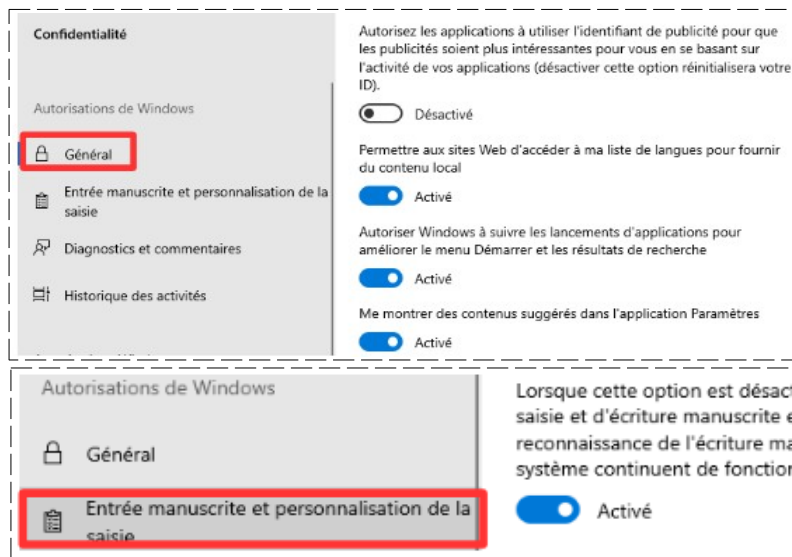 Confidentialité
Autorisations de Windows
Général
Entrée manuscrite et personnalisation de la
saisie
Diagnostics et commentaires
Historique des activités
Autorisez les applications à utiliser l'identifiant de publicité pour que
les publicités soient plus intéressantes pour vous en se basant sur
l'activité de vos applications (désactiver cette option réinitialisera votre
ID).
Désactivé
Permettre aux sites Web d'accéder à ma liste de langues pour fournir
du contenu local
Activé
Autoriser Windows à suivre les lancements d'applications pour
améliorer le menu Démarrer et les résultats de recherche
Activé
Me montrer des contenus suggérés dans l'application Paramètres
Activé
Autorisations de Windows
Général
Entrée manuscrite et personnalisation de la
saisie
Lorsque cette option est
saisie et d'écriture manuscrite
reconnaissance de l'écriture
système continuent de
Activé